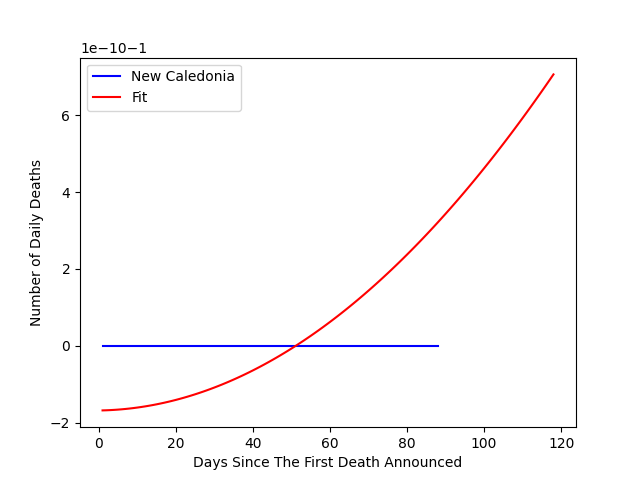 1e−10−1
New Caledonia
Fit
6
4
2
0
−2
Number of Daily Deaths
0 20 40 60 80 100 120
Days Since The First Death Announced